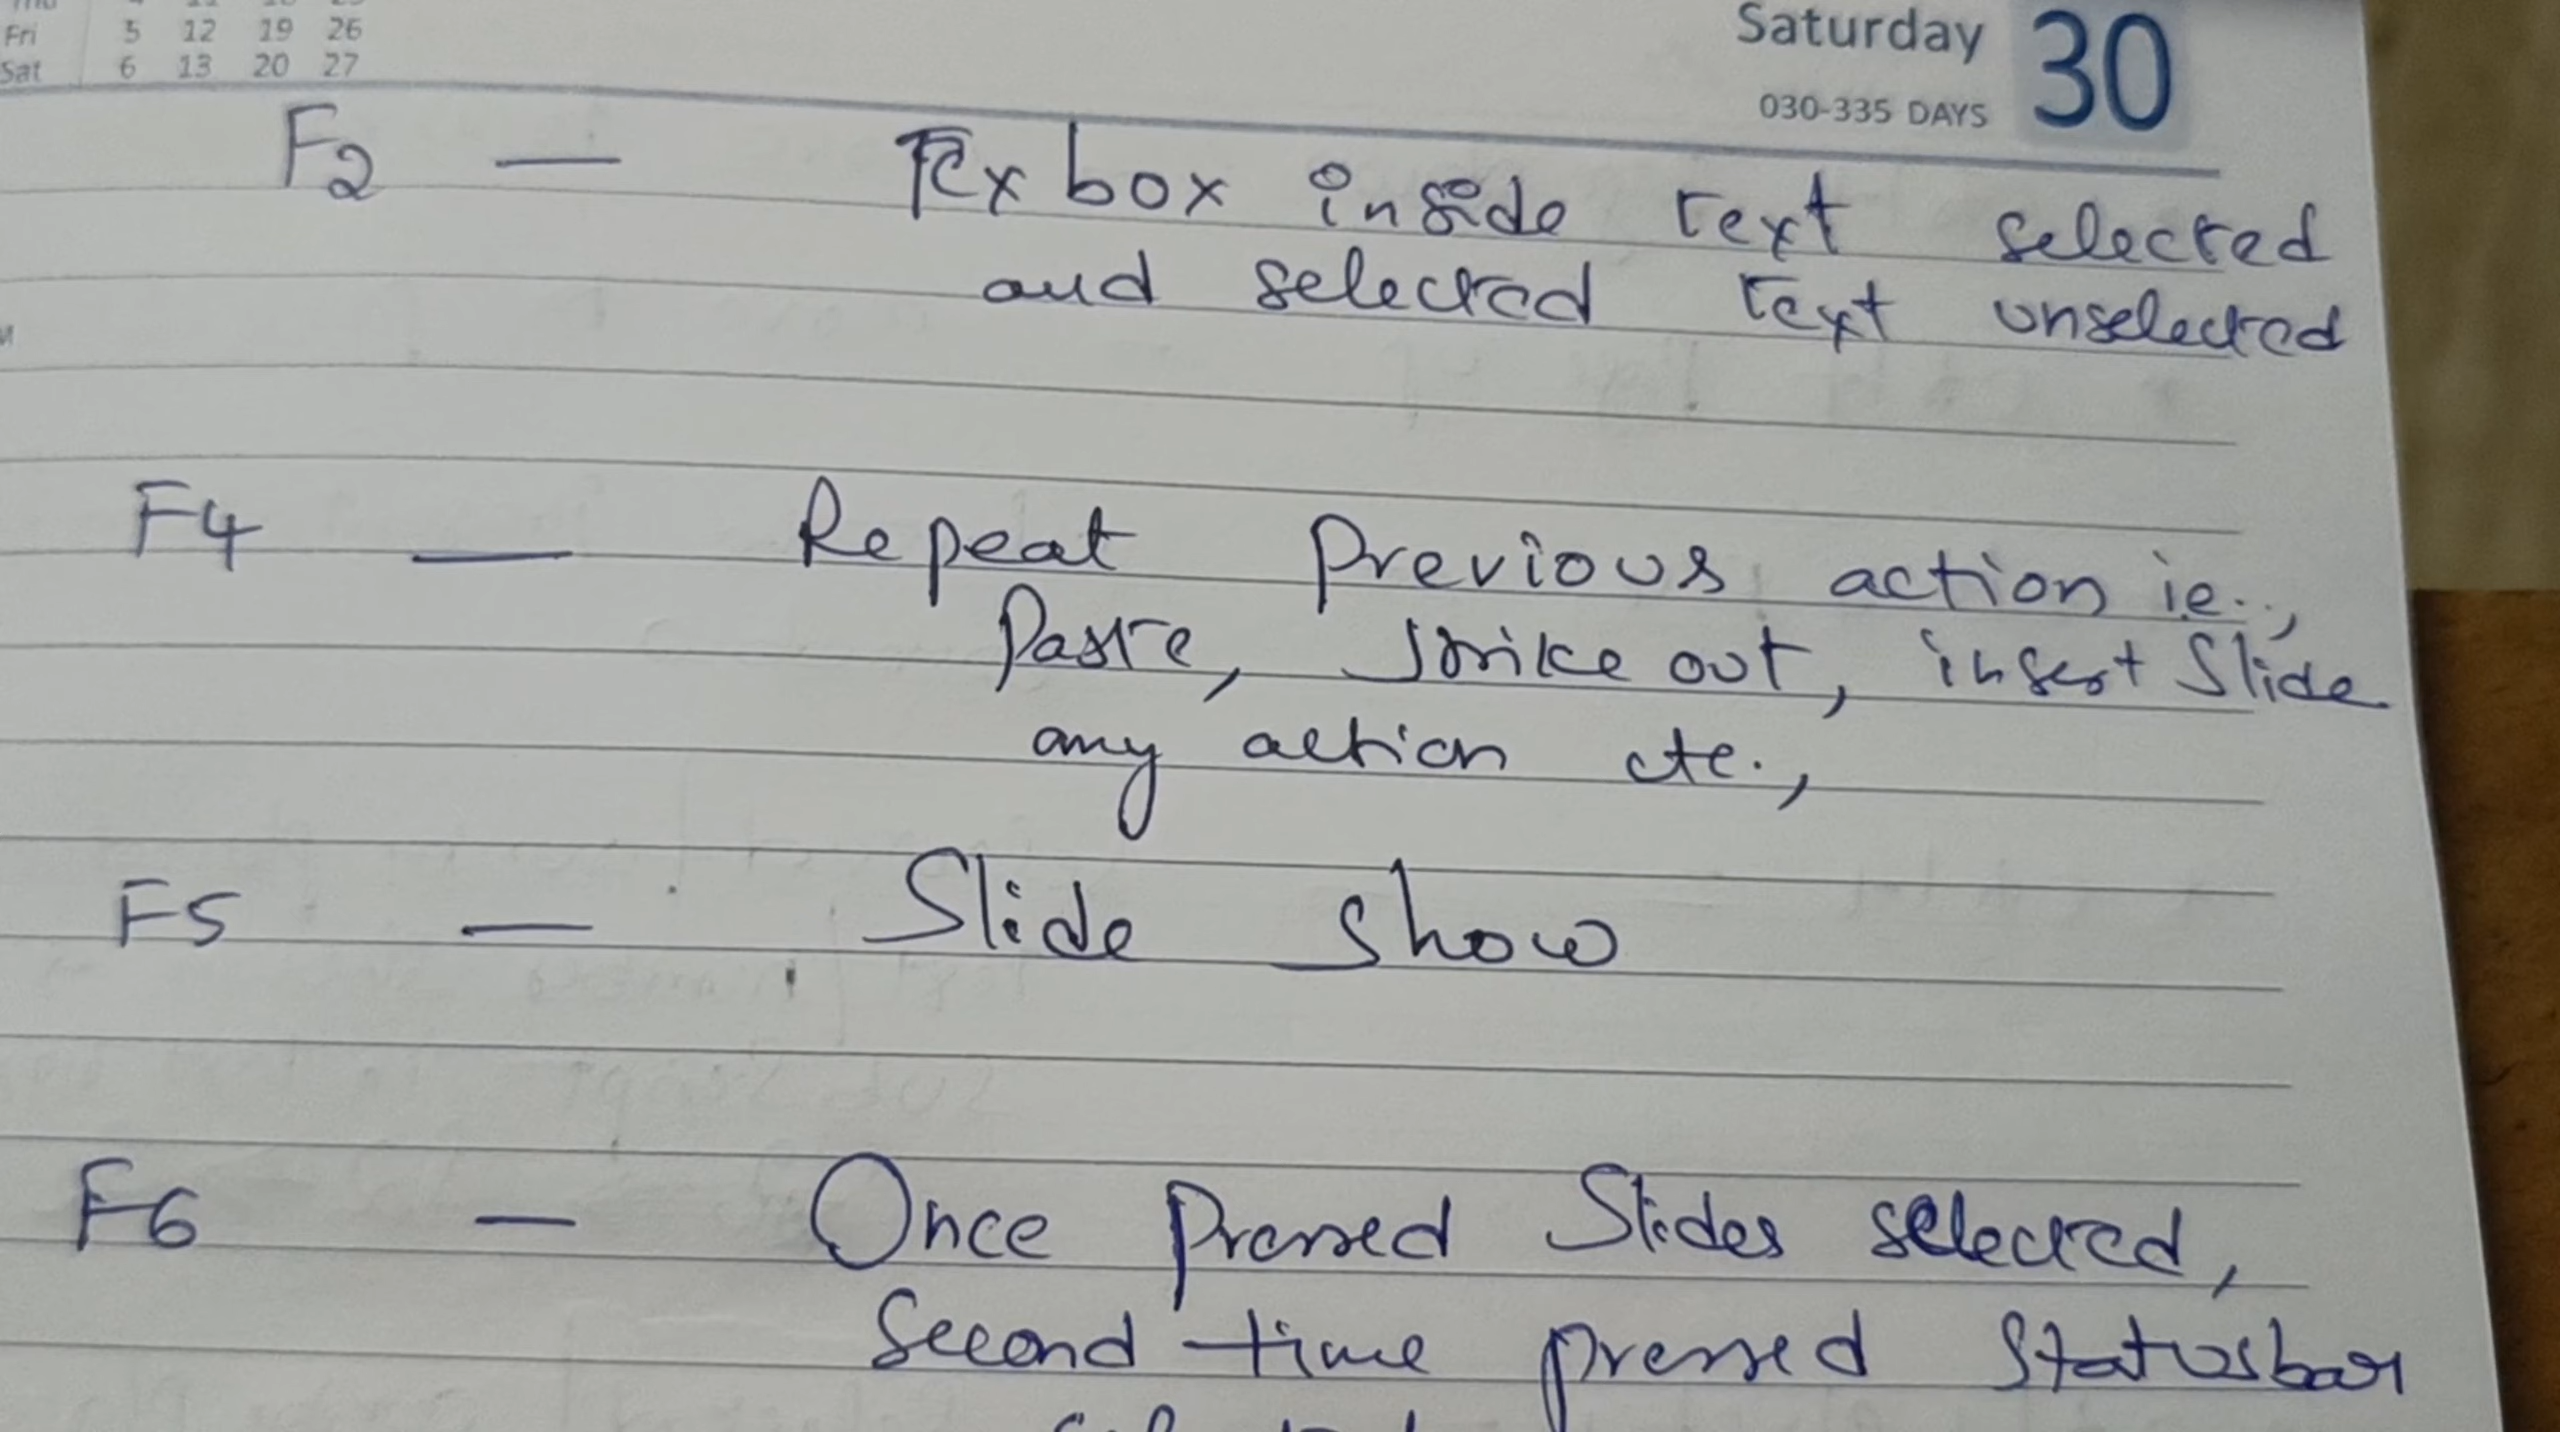 Fri 5 12 19 26
Sat 6 13 20 27
Saturday 30
030-335 DAYS
F2 — Tex box inside text selected
and selected text unselected
F4 — Repeat Previous action ie.,
Paste, strike out, insert Slide
any action etc.,
F5 — Slide show
F6 — Once Pressed Slides selected,
Second time pressed Statusbar